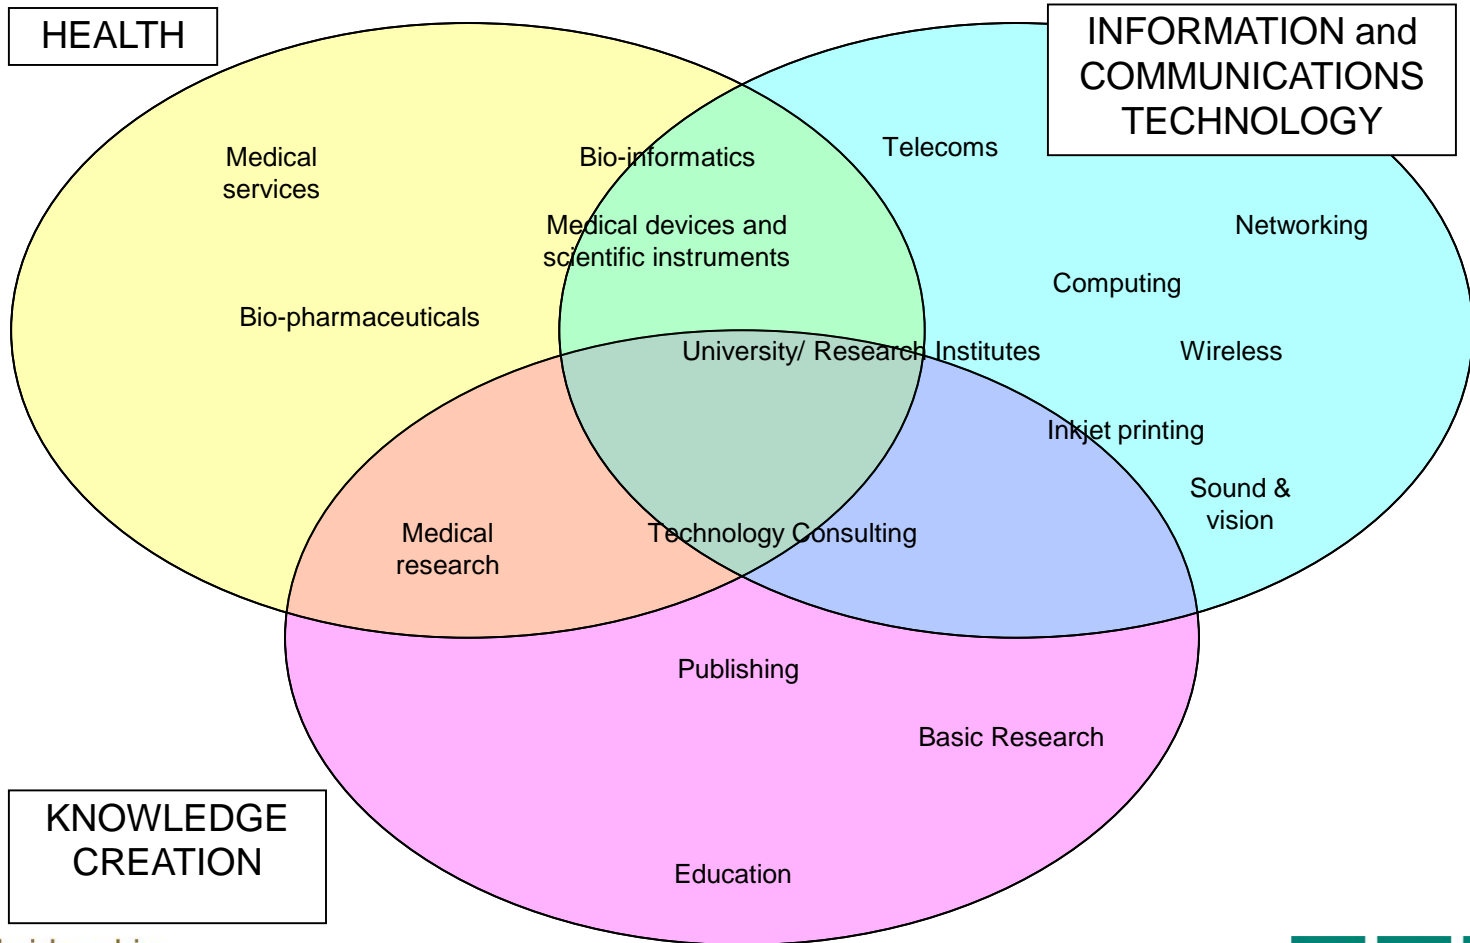 HEALTH
INFORMATION and
COMMUNICATIONS
TECHNOLOGY
Medical
services
Bio-informatics
Telecoms
Medical devices and
scientific instruments
Networking
Computing
Bio-pharmaceuticals
University/ Research Institutes
Wireless
Inkjet printing
Sound &
vision
Medical
research
Technology Consulting
Publishing
Basic Research
KNOWLEDGE
CREATION
Education